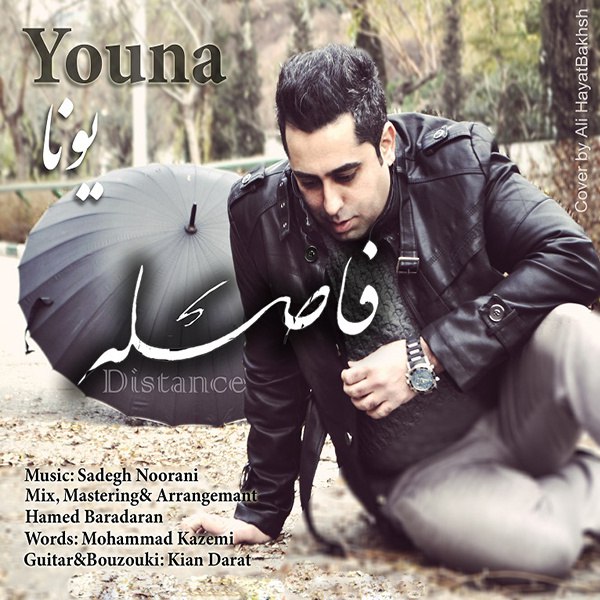 Youna
یونا
Cover by Ali HayatBakhsh
فاصله
Distance
Music: Sadegh Noorani
Mix, Mastering& Arrangemant
Hamed Baradaran
Words: Mohammad Kazemi
Guitar&Bouzouki: Kian Darat